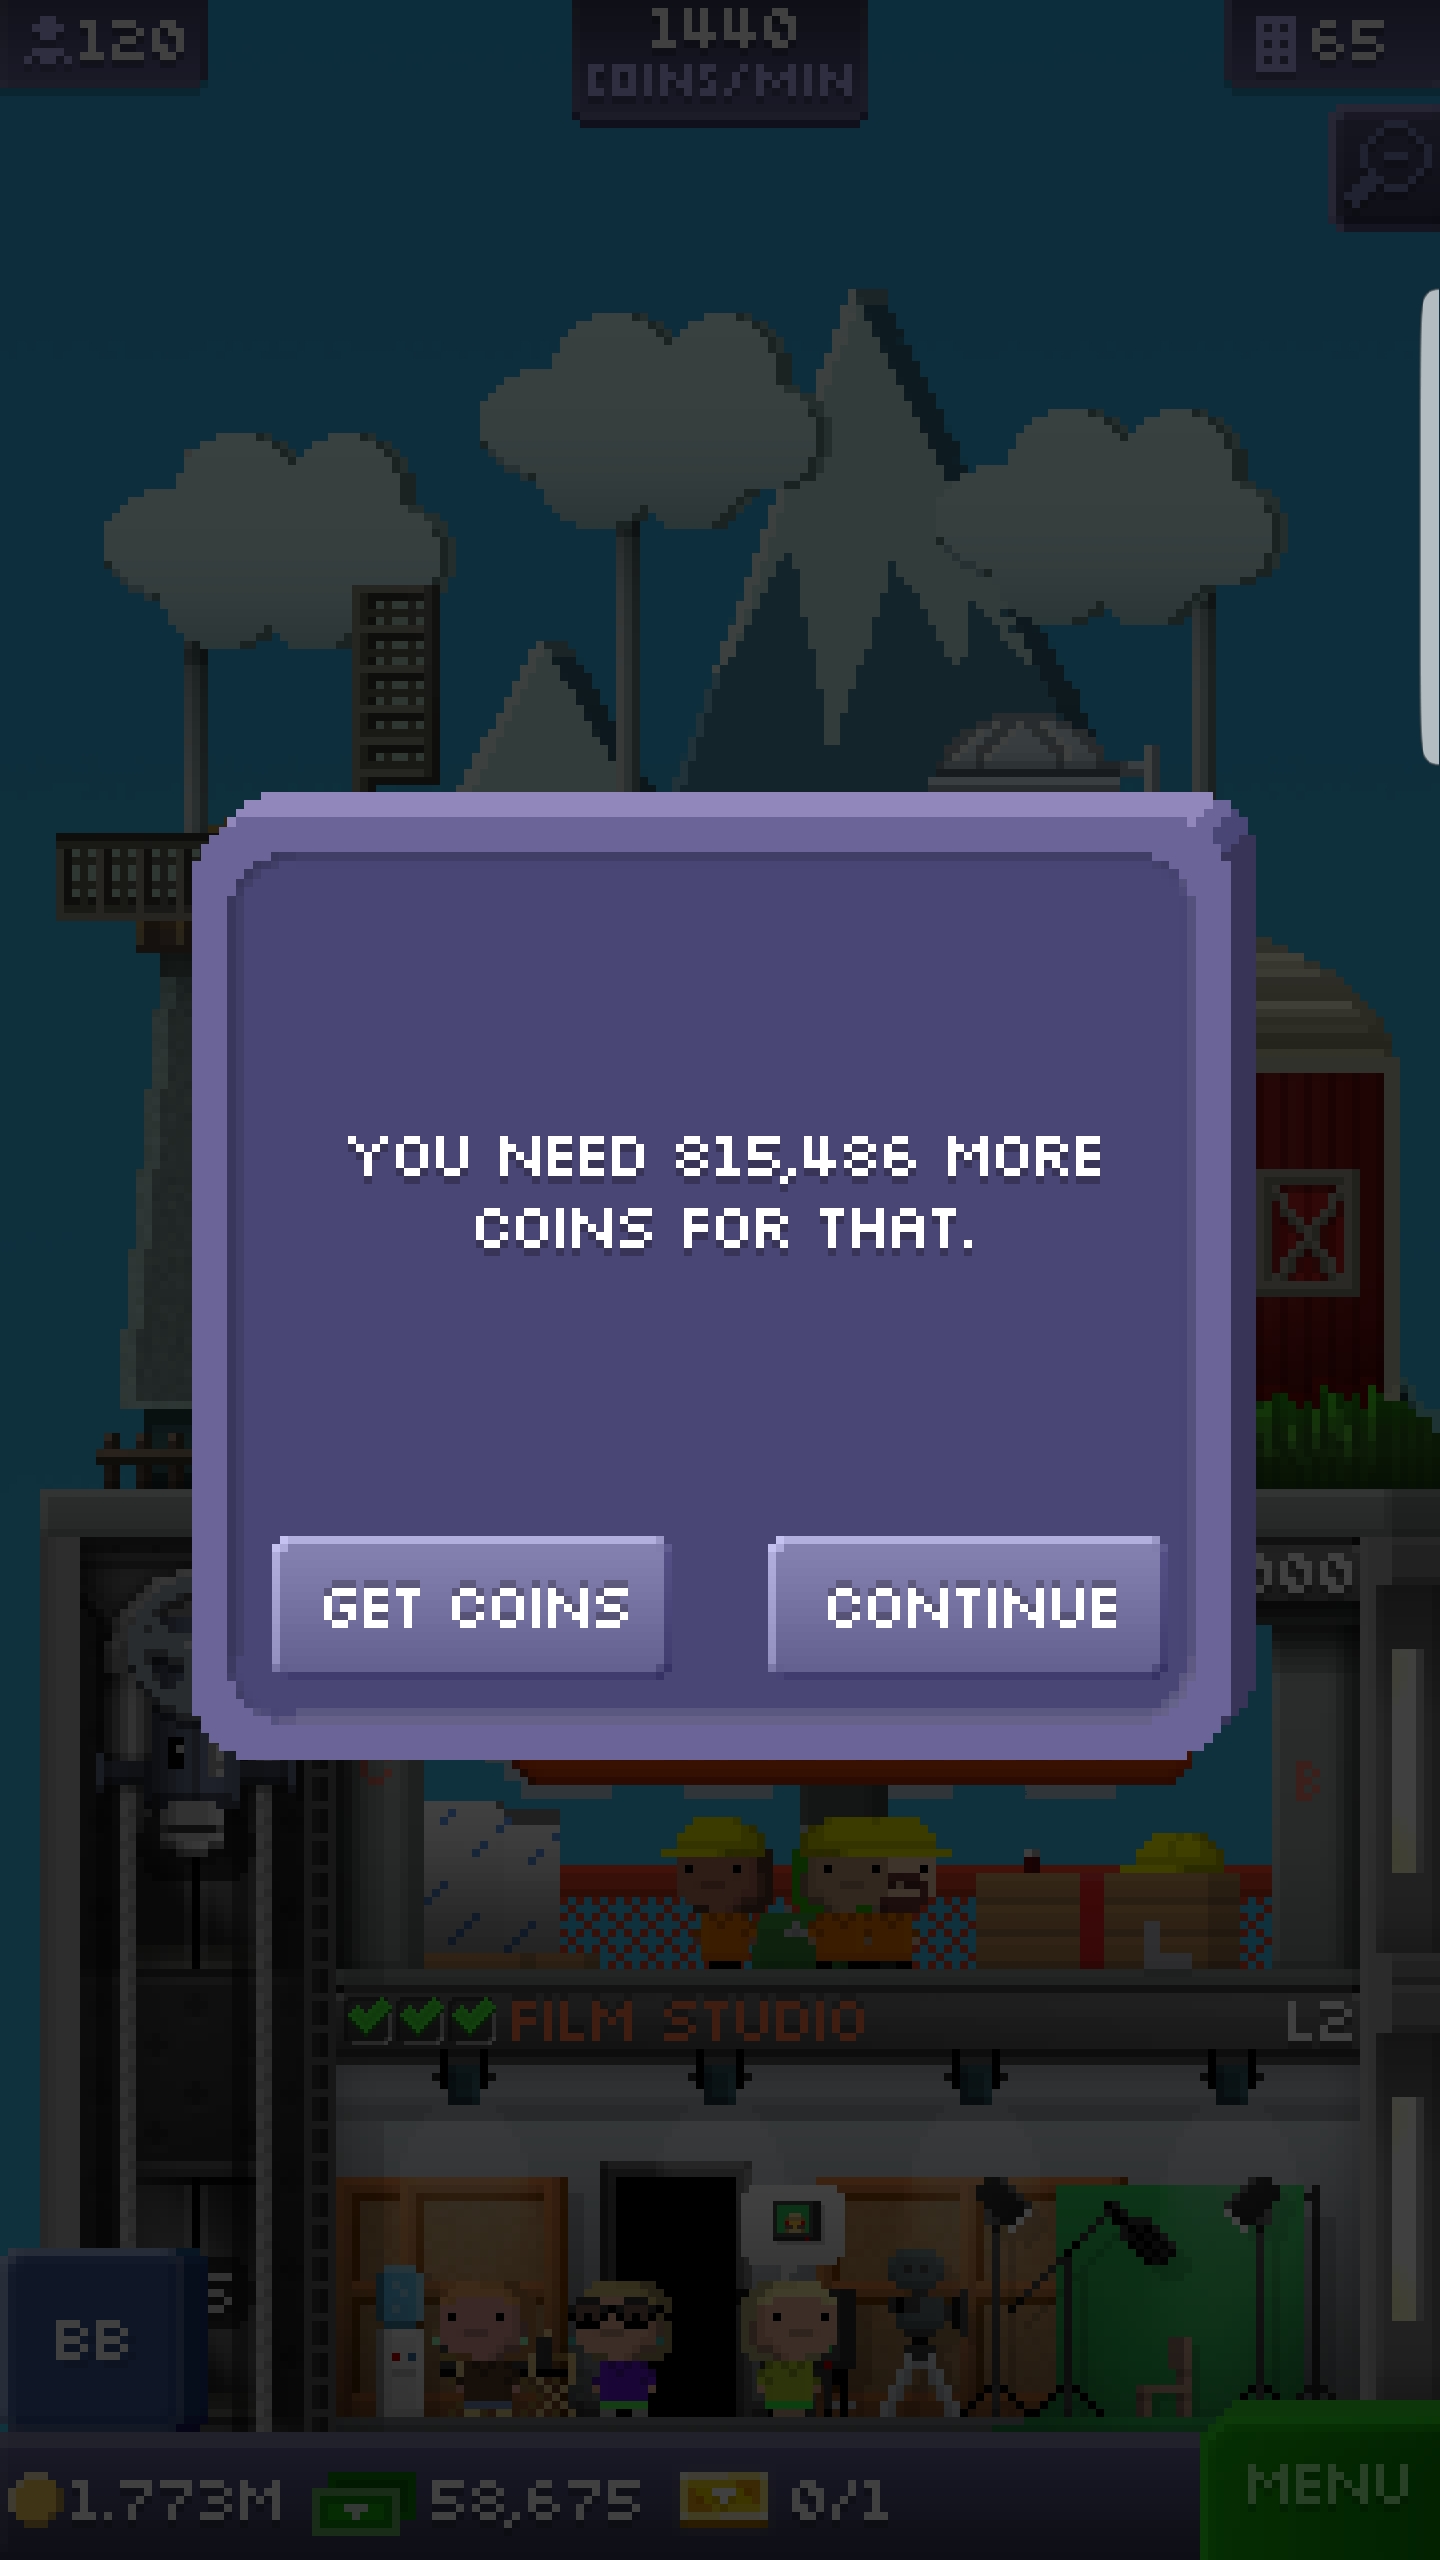 120
1440
COINS/MIN
65
YOU NEED 815,486 MORE
COINS FOR THAT.
GET COINS
CONTINUE
B
FILM STUDIO
L2
BB
1.773M
58,675
0/1
MENU